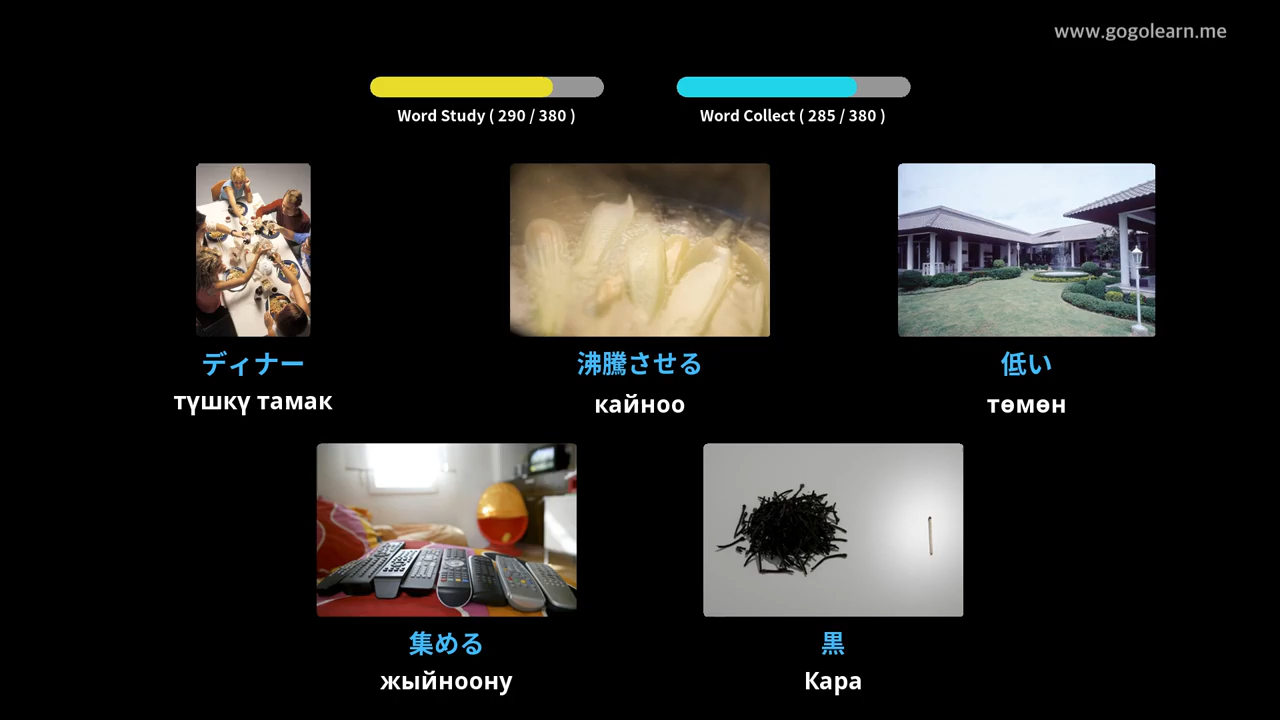 www.gogolearn.me
Word Study ( 290 / 380 )
Word Collect ( 285 / 380 )
ディナー
түшкү тамак
沸騰させる
кайноо
低い
төмөн
集める
жыйноону
黒
Кара